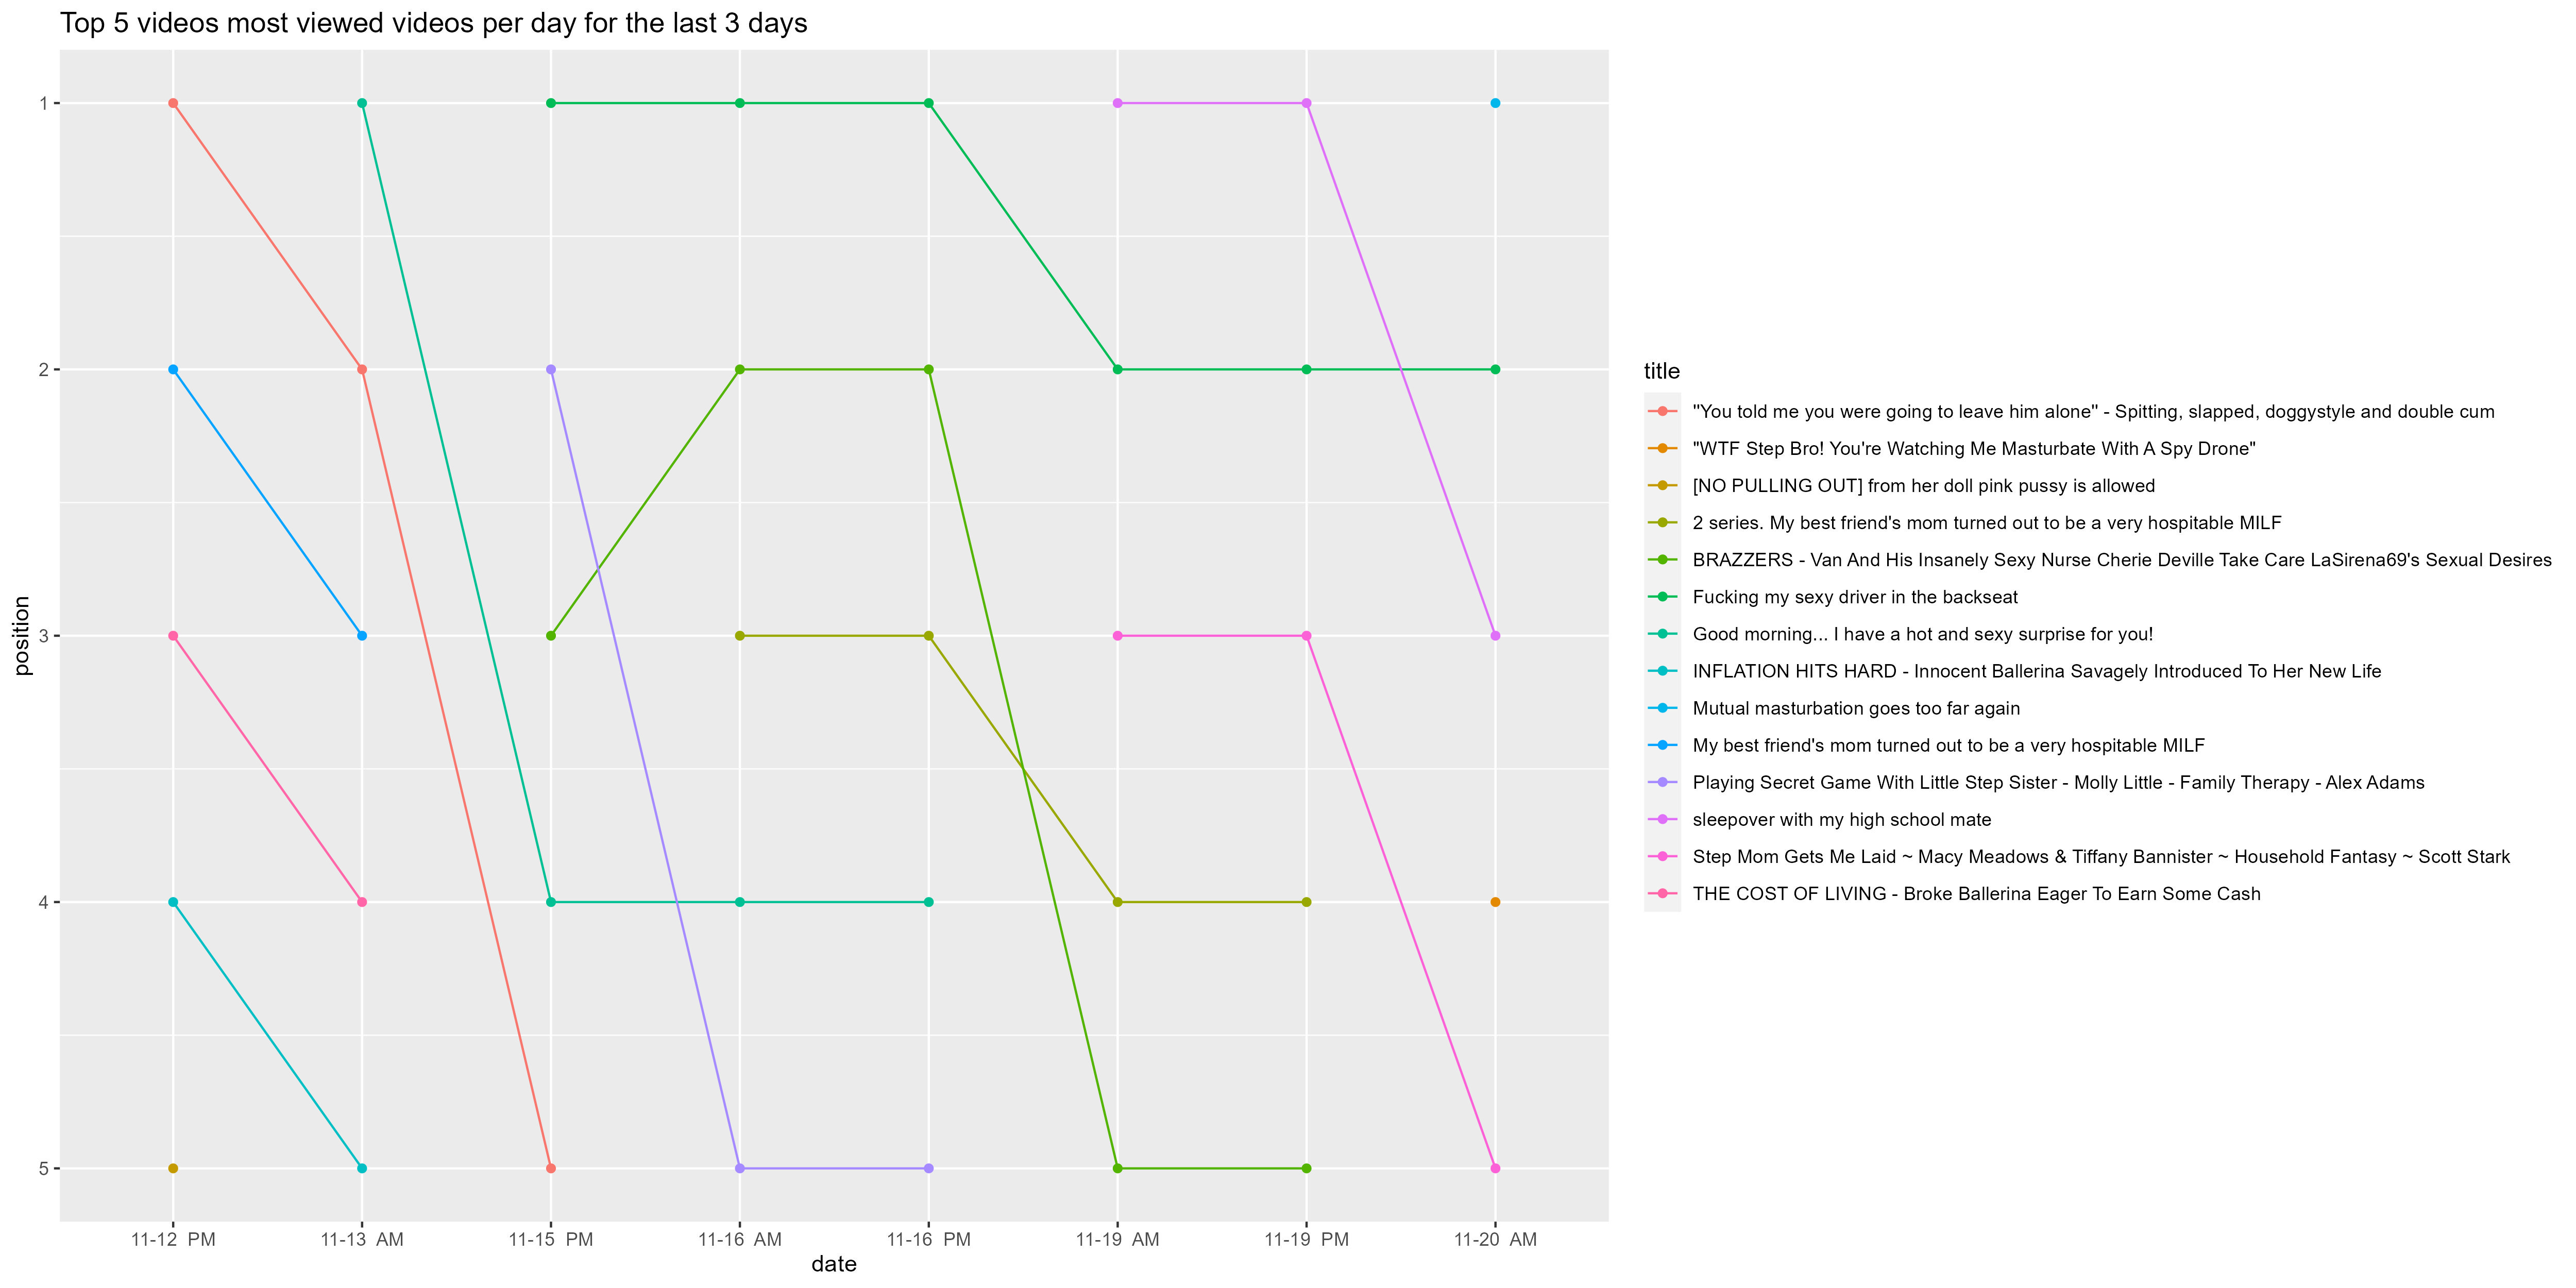 Top 5 videos most viewed videos per day for the last 3 days
1
2
3
4
5
position
11-12 PM
11-13 AM
11-15 PM
11-16 AM
11-16 PM
11-19 AM
11-19 PM
11-20 AM
date
title
"You told me you were going to leave him alone" - Spitting, slapped, doggystyle and double cum
"WTF Step Bro! You're Watching Me Masturbate With A Spy Drone"
[NO PULLING OUT] from her doll pink pussy is allowed
2 series. My best friend's mom turned out to be a very hospitable MILF
BRAZZERS - Van And His Insanely Sexy Nurse Cherie Deville Take Care LaSirena69's Sexual Desires
Fucking my sexy driver in the backseat
Good morning... I have a hot and sexy surprise for you!
INFLATION HITS HARD - Innocent Ballerina Savagely Introduced To Her New Life
Mutual masturbation goes too far again
My best friend's mom turned out to be a very hospitable MILF
Playing Secret Game With Little Step Sister - Molly Little - Family Therapy - Alex Adams
sleepover with my high school mate
Step Mom Gets Me Laid ~ Macy Meadows & Tiffany Bannister ~ Household Fantasy ~ Scott Stark
THE COST OF LIVING - Broke Ballerina Eager To Earn Some Cash